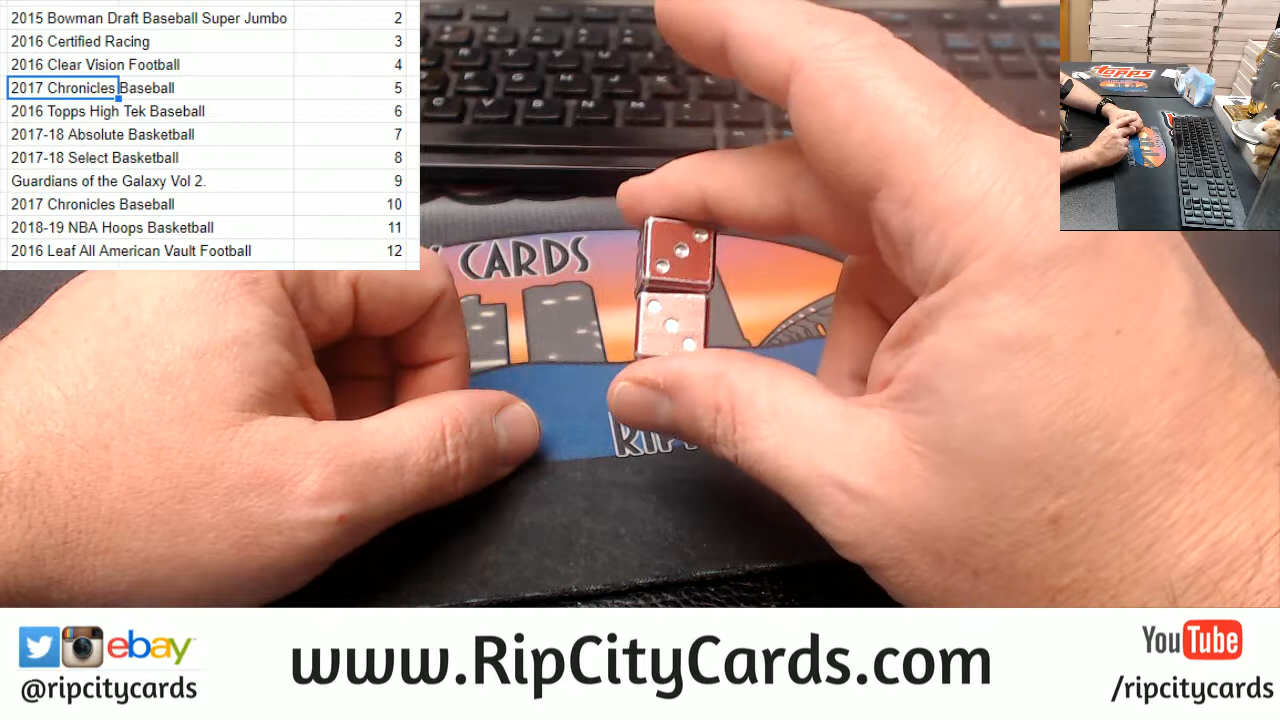 2015 Bowman Draft Baseball Super Jumbo 2
2016 Certified Racing 3
2016 Clear Vision Football 4
2017 Chronicles Baseball 5
2016 Topps High Tek Baseball 6
2017-18 Absolute Basketball 7
2017-18 Select Basketball 8
Guardians of the Galaxy Vol 2. 9
2017 Chronicles Baseball 10
2018-19 NBA Hoops Basketball 11
2016 Leaf All American Vault Football 12
topps
CARDS
RIP
ebay
@ripcitycards
www.RipCityCards.com
YouTube
/ripcitycards